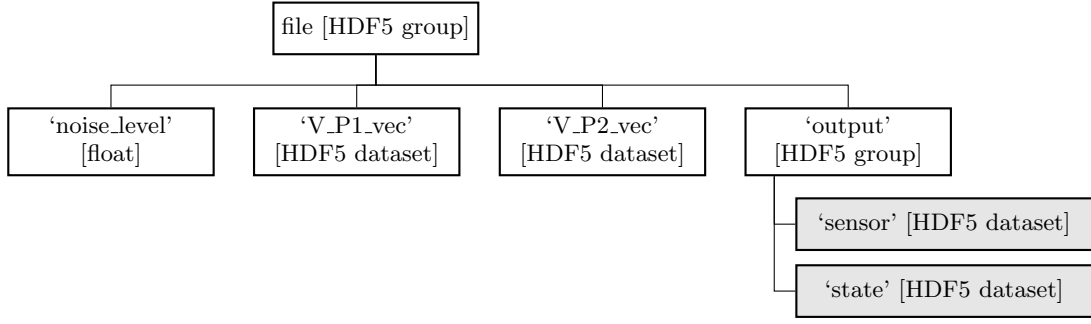 file [HDF5 group]
‘noise_level’
[float]
‘V_P1_vec’
[HDF5 dataset]
‘V_P2_vec’
[HDF5 dataset]
‘output’
[HDF5 group]
‘sensor’ [HDF5 dataset]
‘state’ [HDF5 dataset]